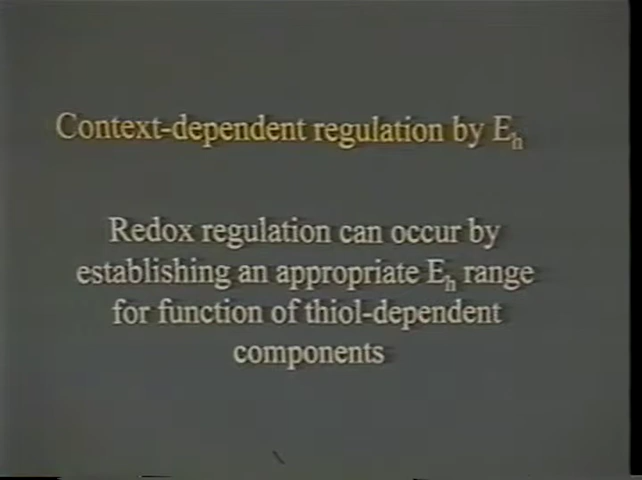 Context-dependent regulation by Eₕ
Redox regulation can occur by
establishing an appropriate Eₕ range
for function of thiol-dependent
components